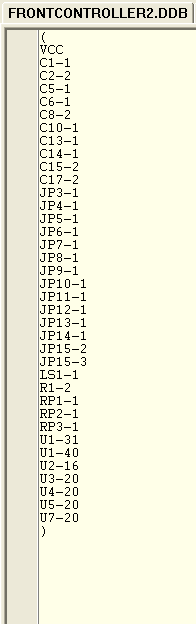 FRONTCONTROLLER2.DDB
(
VCC
C1-1
C2-2
C5-1
C6-1
C8-2
C10-1
C13-1
C14-1
C15-2
C17-2
JP3-1
JP4-1
JP5-1
JP6-1
JP7-1
JP8-1
JP9-1
JP10-1
JP11-1
JP12-1
JP13-1
JP14-1
JP15-2
JP15-3
LS1-1
R1-2
RP1-1
RP2-1
RP3-1
U1-31
U1-40
U2-16
U3-20
U4-20
U5-20
U7-20
)